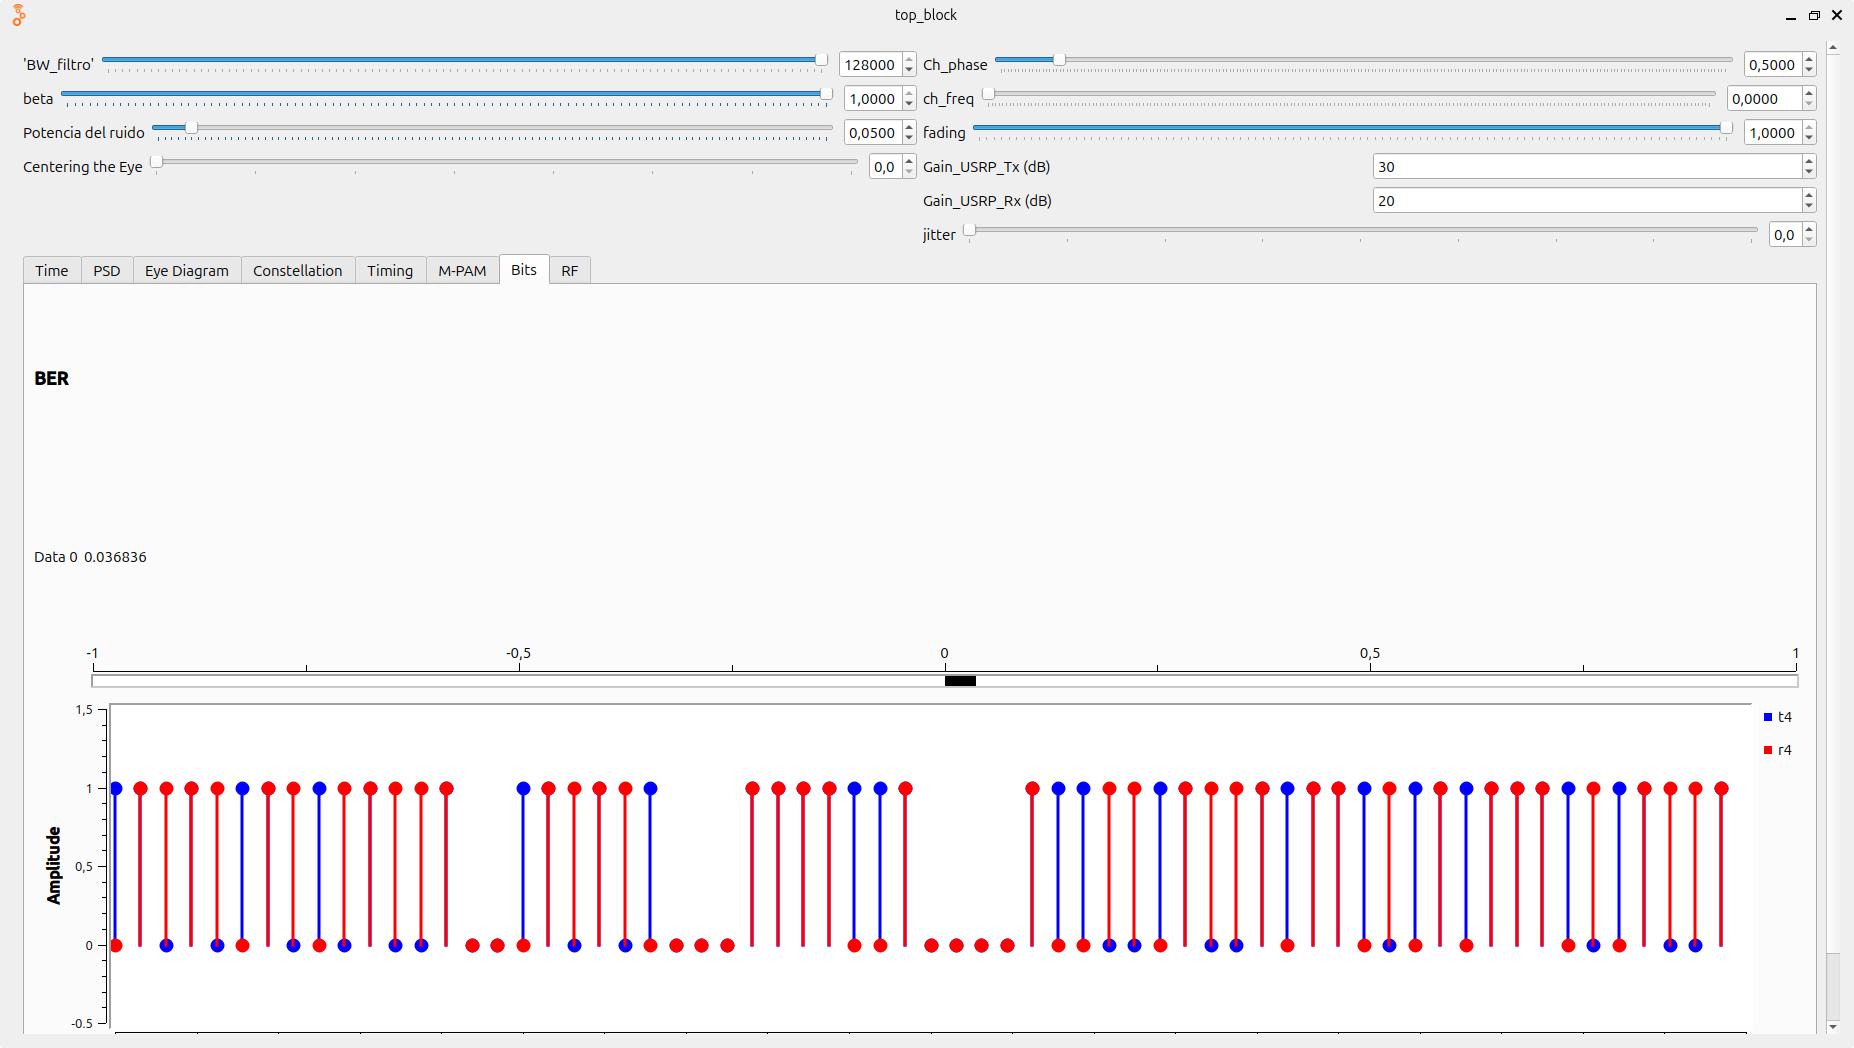 top_block
'BW_filtro' 128000 Ch_phase 0,5000
beta 1,0000 ch_freq 0,0000
Potencia del ruido 0,0500 fading 1,0000
Centering the Eye 0,0 Gain_USRP_Tx (dB) 30
Gain_USRP_Rx (dB) 20
jitter 0,0
Time PSD Eye Diagram Constellation Timing M-PAM Bits RF
BER
Data 0 0.036836
-1 -0,5 0 0,5 1
1,5
t4
r4
1
0,5
Amplitude
0
-0.5